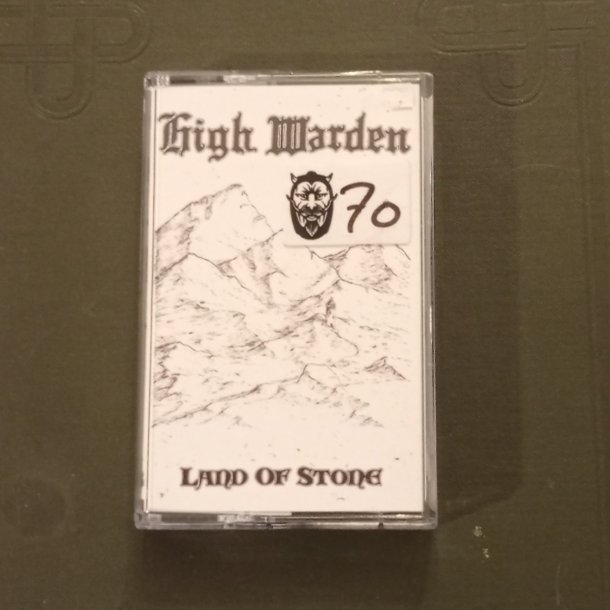 High Warden
70
Land Of Stone